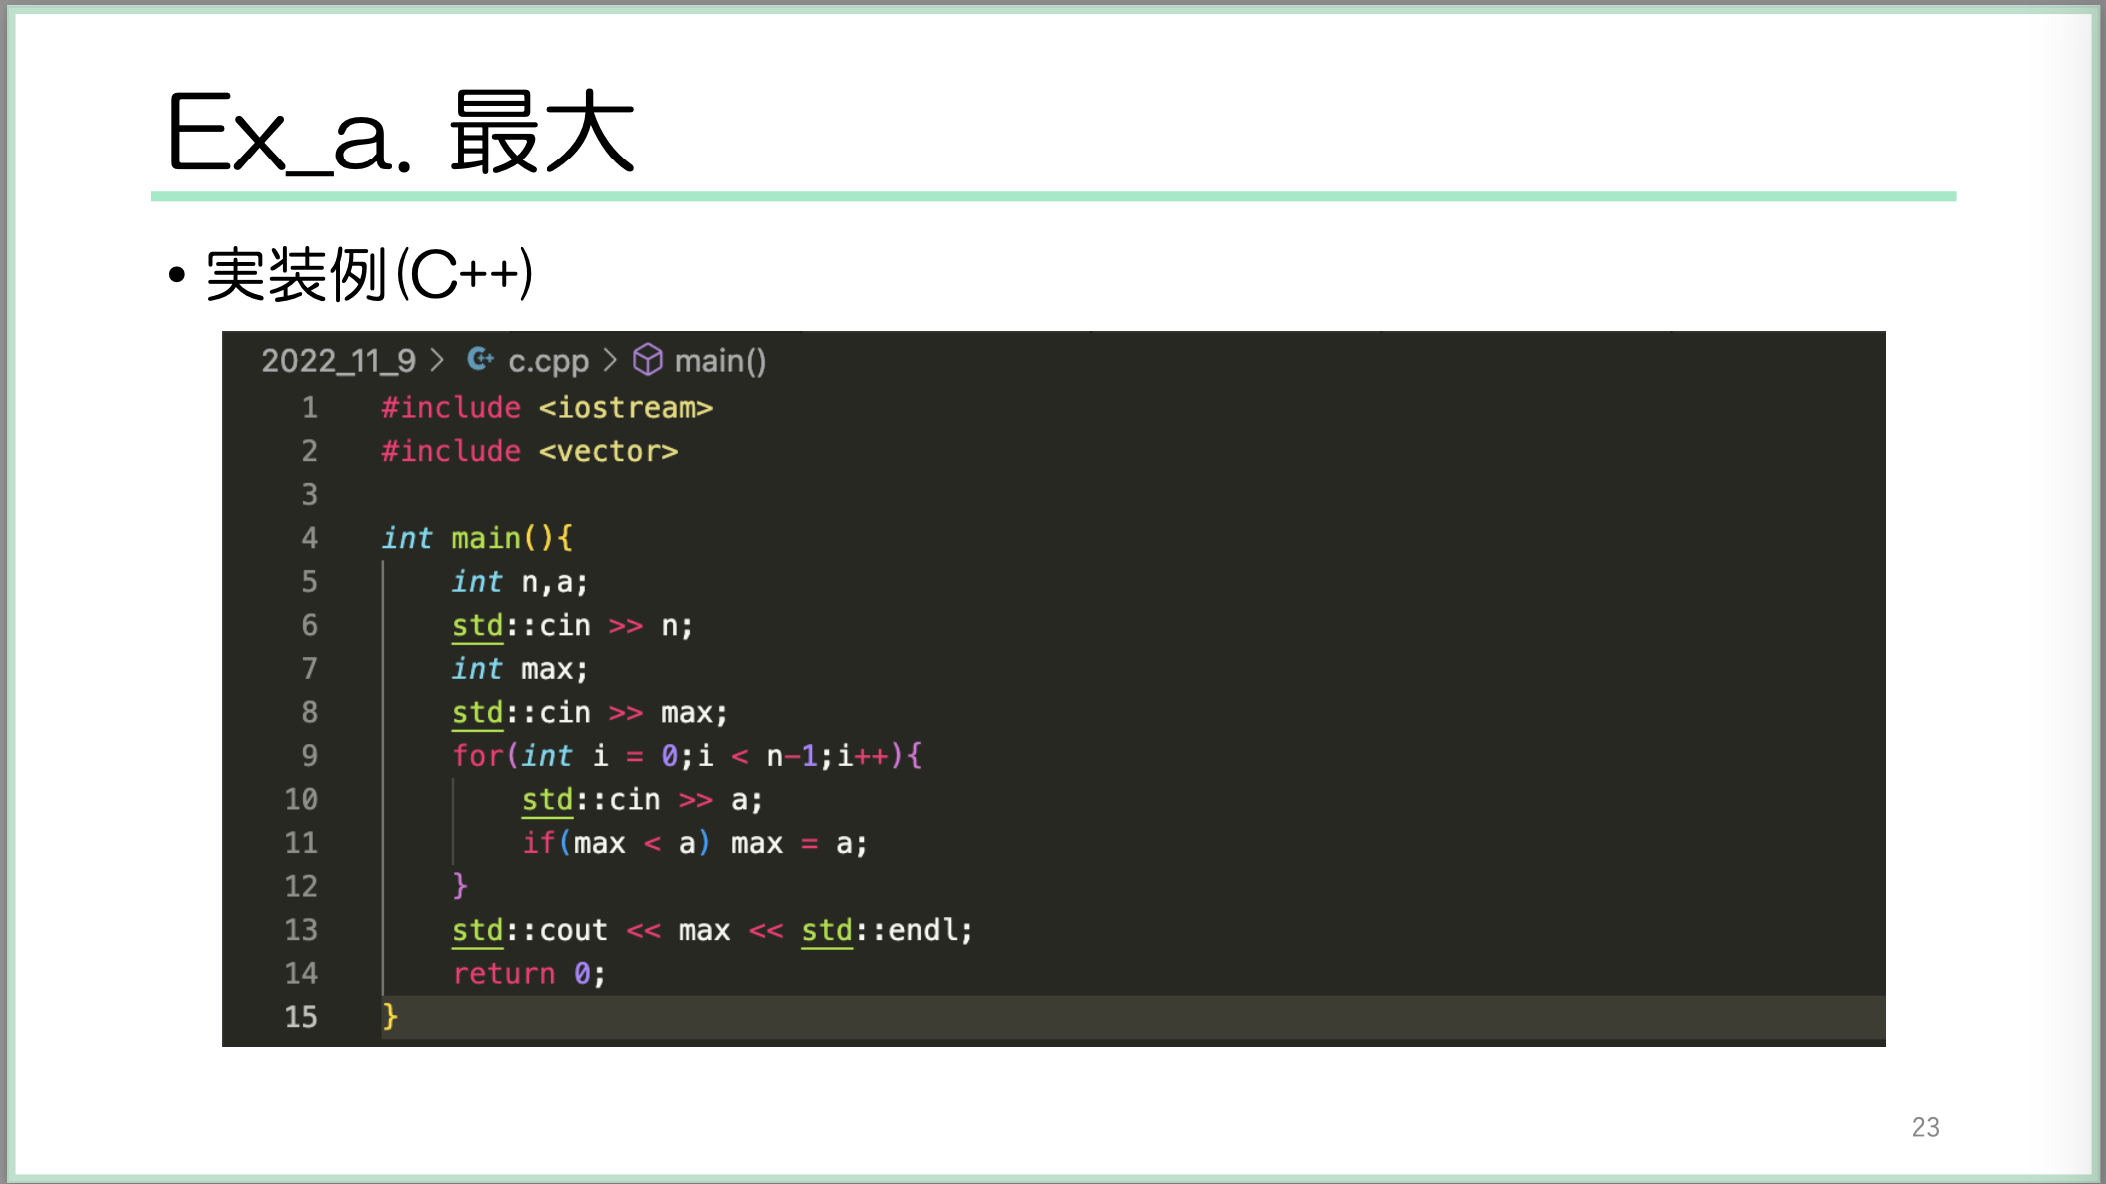 Ex_a. 最大
• 実装例(C++)
2022_11_9 > c.cpp > main()
1 #include <iostream>
2 #include <vector>
3
4 int main(){
5     int n,a;
6     std::cin >> n;
7     int max;
8     std::cin >> max;
9     for(int i = 0;i < n-1;i++){
10         std::cin >> a;
11         if(max < a) max = a;
12     }
13     std::cout << max << std::endl;
14     return 0;
15 }
23